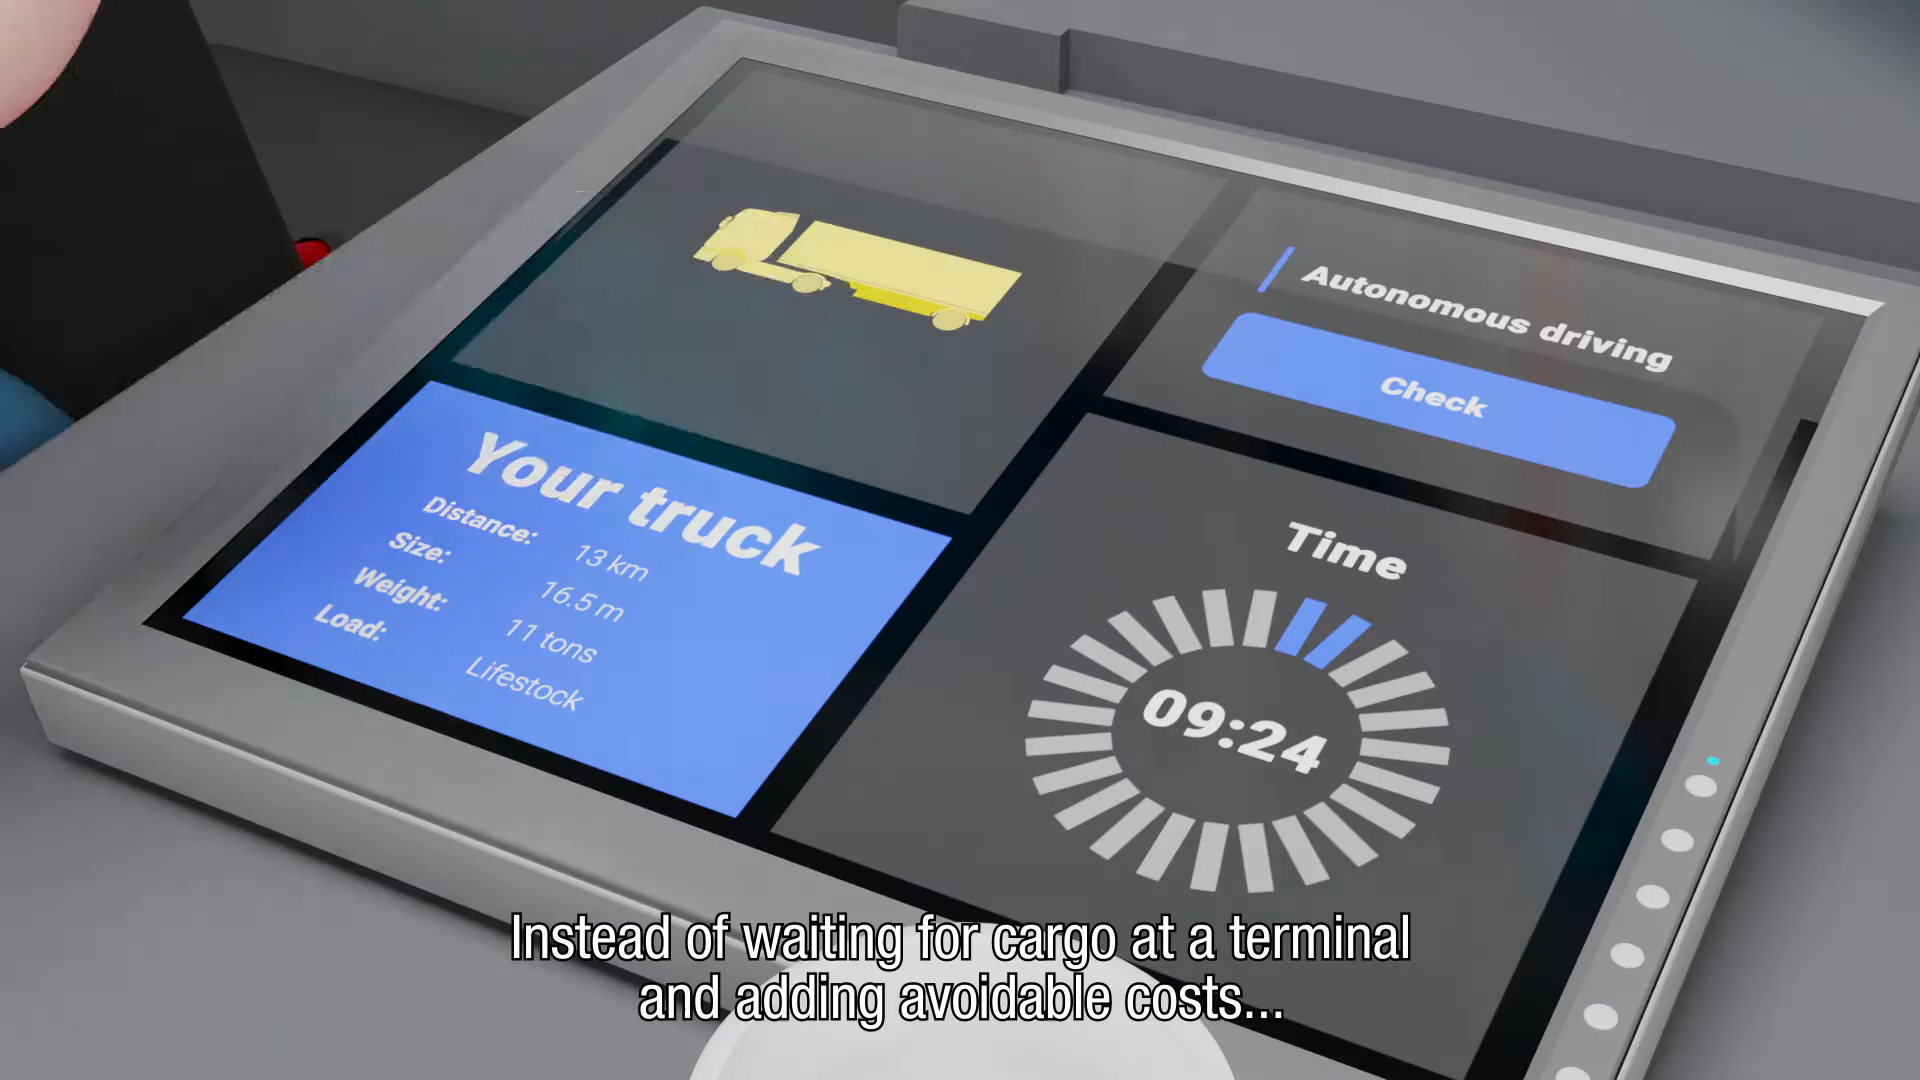 Autonomous driving
Check
Your truck
Distance: 13 km
Size: 16.5 m
Weight: 11 tons
Load: Lifestock
Time
09:24
Instead of waiting for cargo at a terminal
and adding avoidable costs...